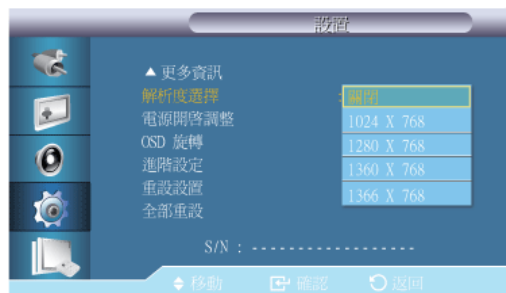 設置
▲ 更多資訊
解析度選擇 : 關閉
電源開啓調整 1024 X 768
OSD 旋轉 1280 X 768
進階設定 1360 X 768
重設設置 1366 X 768
全部重設
S/N : - - - - - - - - - - - - - - - - - -
移動 確認 返回